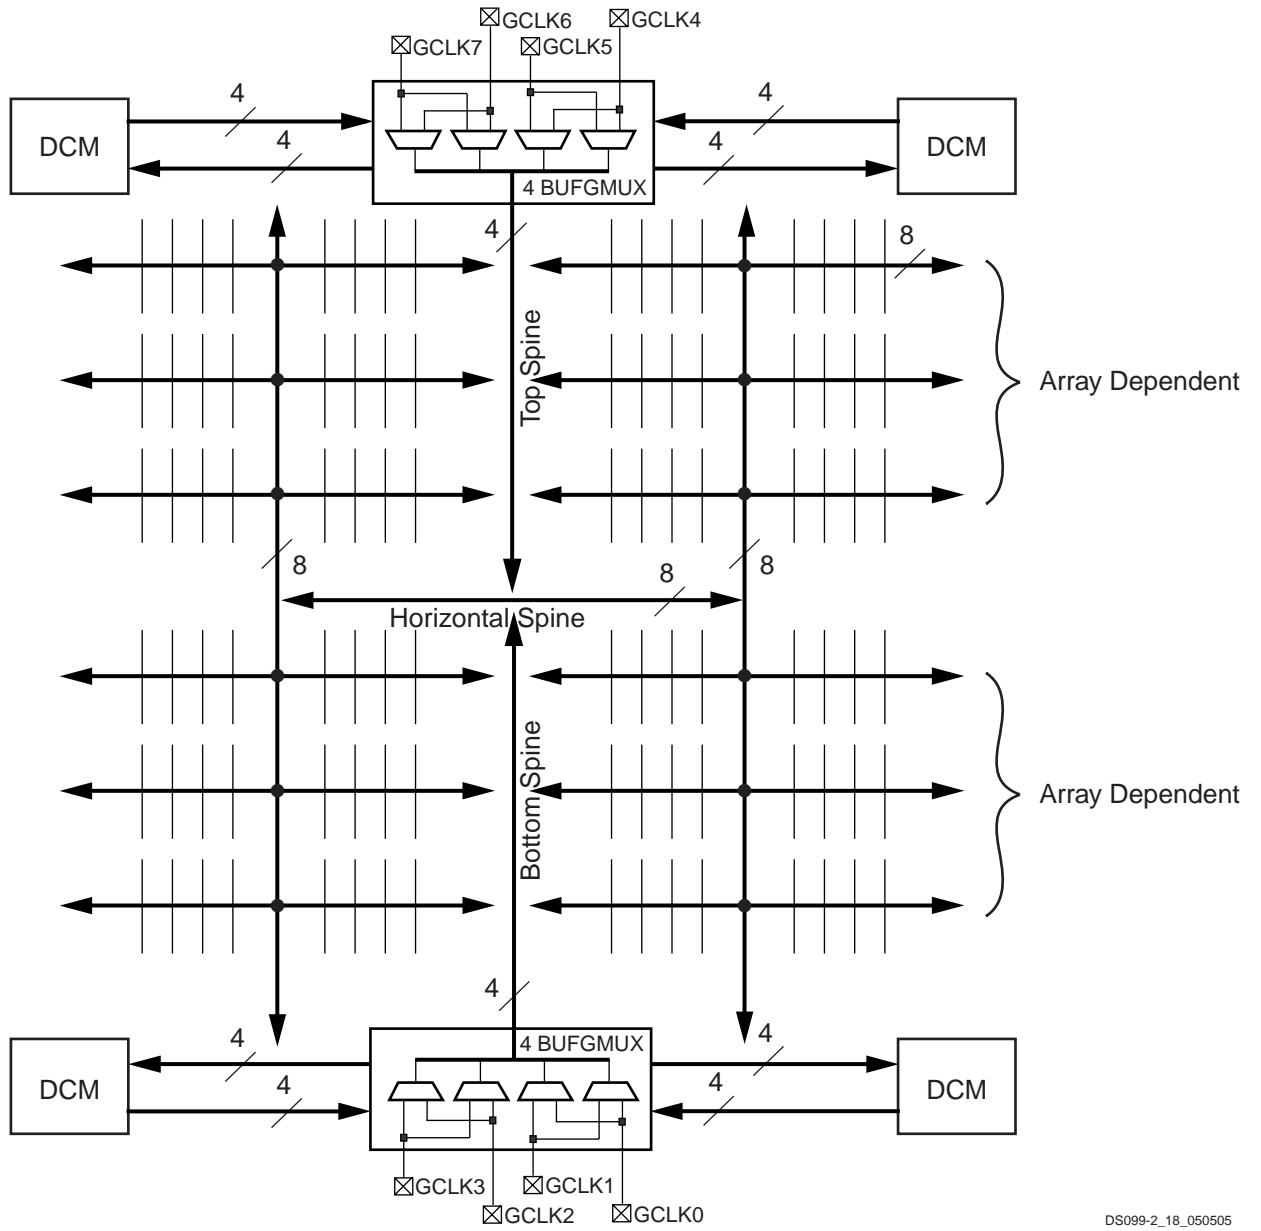 GCLK6
GCLK4
GCLK7
GCLK5
4
4
DCM
DCM
4
4
4 BUFGMUX
4
8
Top Spine
Array Dependent
8
8
8
Horizontal Spine
Bottom Spine
Array Dependent
4
4 BUFGMUX
4
4
DCM
DCM
4
4
GCLK3
GCLK1
GCLK2
GCLK0
DS099-2_18_050505